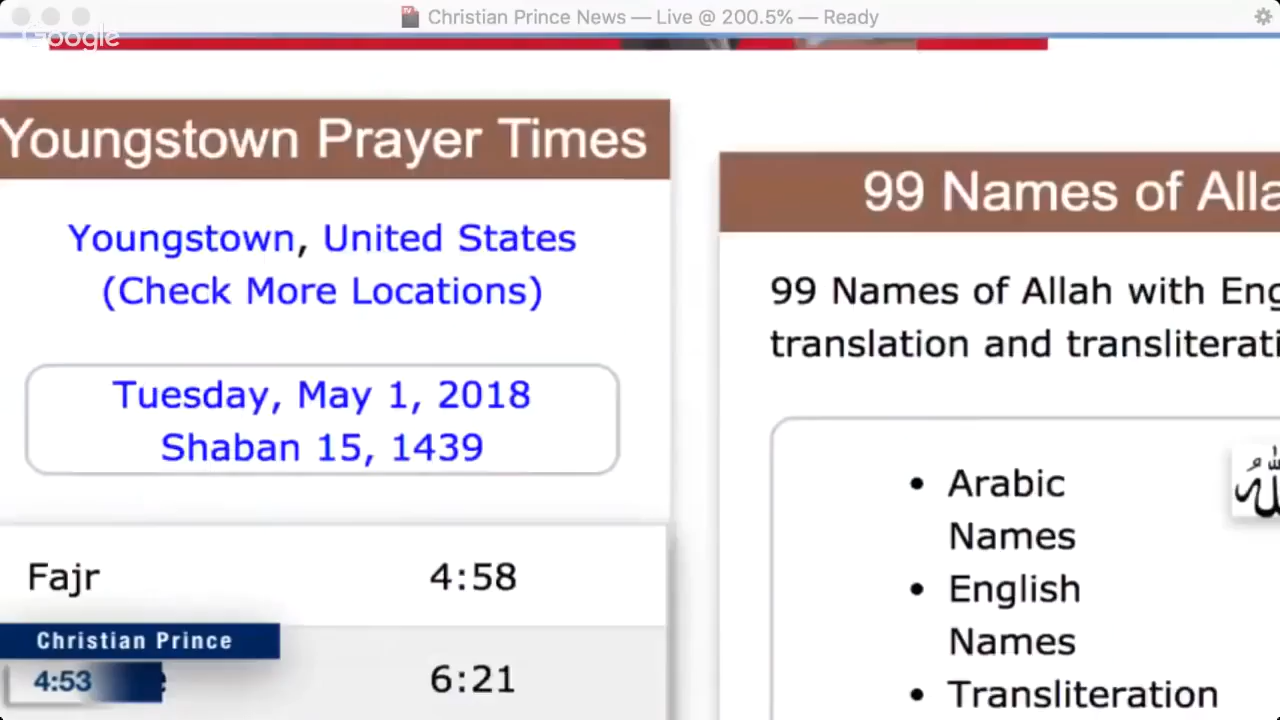 Christian Prince News — Live @ 200.5% — Ready
Google
Youngstown Prayer Times
Youngstown, United States
(Check More Locations)
Tuesday, May 1, 2018
Shaban 15, 1439
Fajr 4:58
6:21
Christian Prince
4:53
99 Names of Alla
99 Names of Allah with Eng
translation and transliterati
• Arabic
Names
• English
Names
• Transliteration